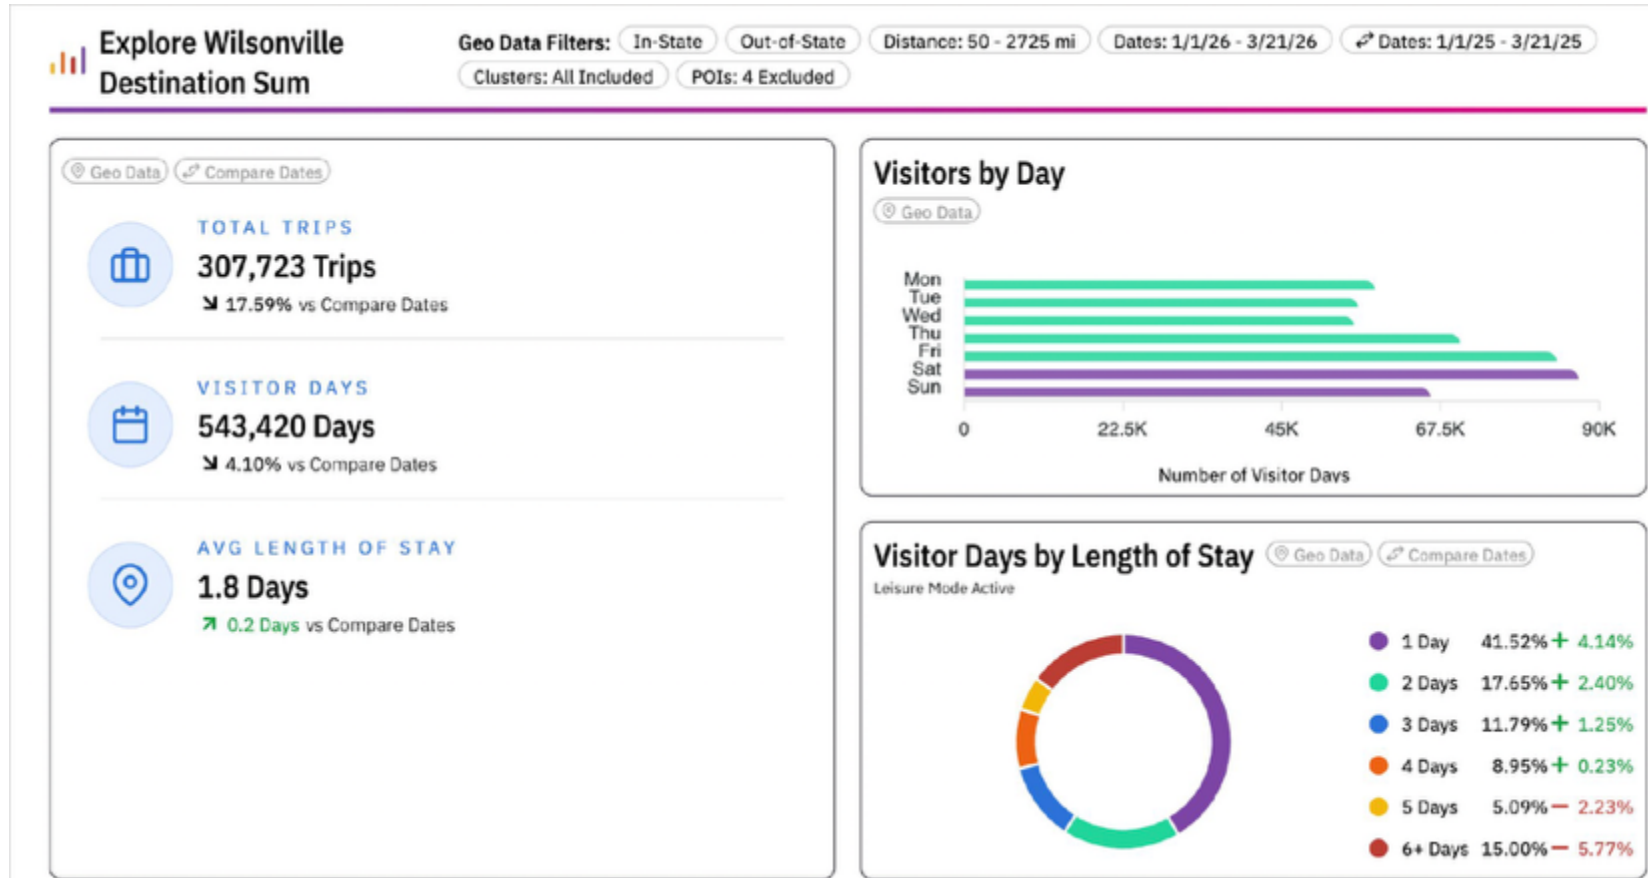 Explore Wilsonville
Destination Sum
Geo Data Filters: In-State Out-of-State Distance: 50 - 2725 mi Dates: 1/1/26 - 3/21/26 Dates: 1/1/25 - 3/21/25
Clusters: All Included POIs: 4 Excluded
Geo Data Compare Dates
TOTAL TRIPS
307,723 Trips
17.59% vs Compare Dates
VISITOR DAYS
543,420 Days
4.10% vs Compare Dates
AVG LENGTH OF STAY
1.8 Days
0.2 Days vs Compare Dates
Visitors by Day
Geo Data
Mon
Tue
Wed
Thu
Fri
Sat
Sun
0 22.5K 45K 67.5K 90K
Number of Visitor Days
Visitor Days by Length of Stay Geo Data Compare Dates
Leisure Mode Active
1 Day 41.52% + 4.14%
2 Days 17.65% + 2.40%
3 Days 11.79% + 1.25%
4 Days 8.95% + 0.23%
5 Days 5.09% − 2.23%
6+ Days 15.00% − 5.77%